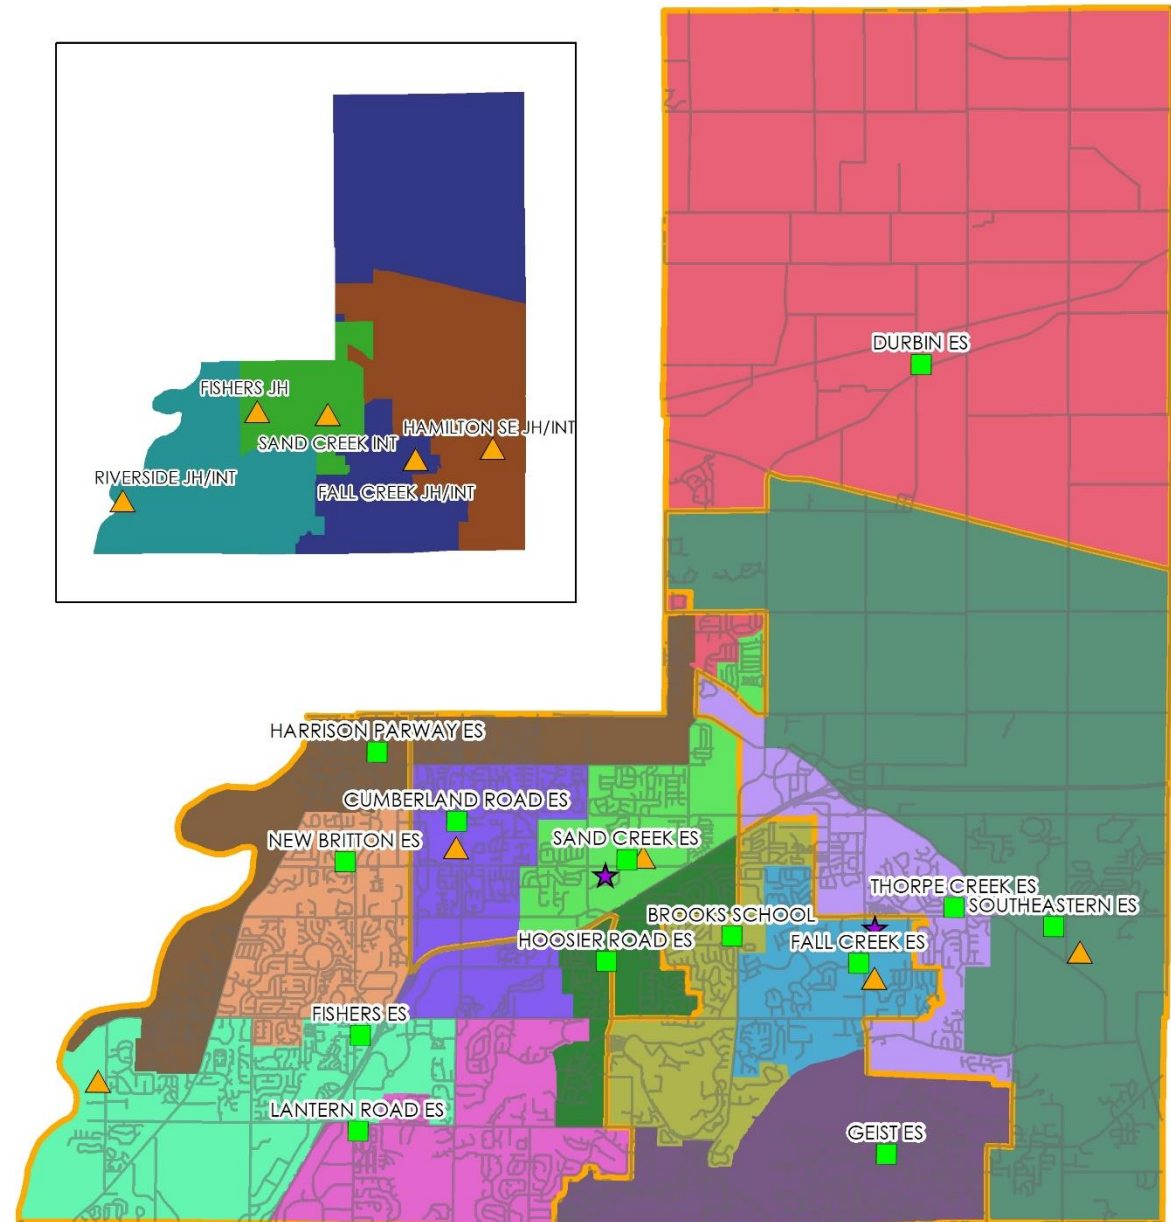 FISHERS JH
SAND CREEK INT
HAMILTON SE JH/INT
RIVERSIDE JH/INT
FALL CREEK JH/INT
DURBIN ES
HARRISON PARWAY ES
CUMBERLAND ROAD ES
NEW BRITTON ES
SAND CREEK ES
THORPE CREEK ES
SOUTHEASTERN ES
BROOKS SCHOOL
HOOSIER ROAD ES
FALL CREEK ES
FISHERS ES
LANTERN ROAD ES
GEIST ES